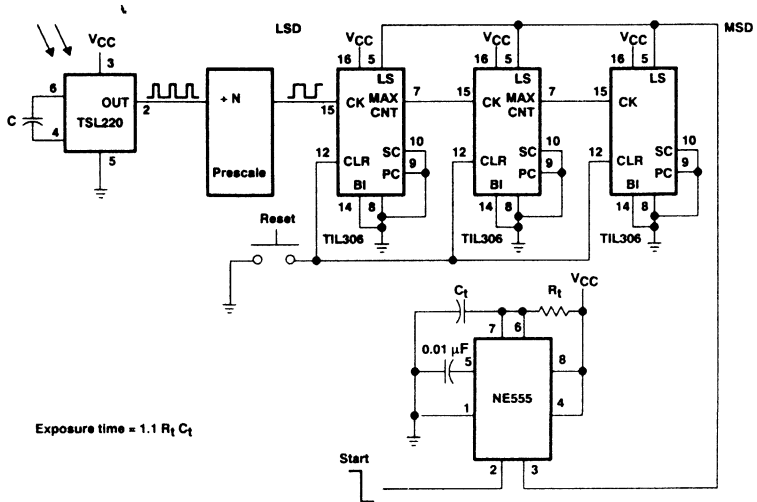 LSD
MSD
VCC
3
6
OUT
TSL220
2
C
4
5
÷ N
Prescale
15
VCC
16 5
LS
CK MAX CNT
7
12
CLR
SC 10
PC 9
BI
14 8
TIL306
VCC
16 5
LS
15
CK MAX CNT
7
12
CLR
SC 10
PC 9
BI
14 8
TIL306
VCC
16 5
LS
15
CK
12
CLR
SC 10
PC 9
BI
14 8
TIL306
Reset
Ct
Rt
VCC
7 6
0.01 μF
5
8
NE555
1
4
2 3
Start
Exposure time = 1.1 Rt Ct